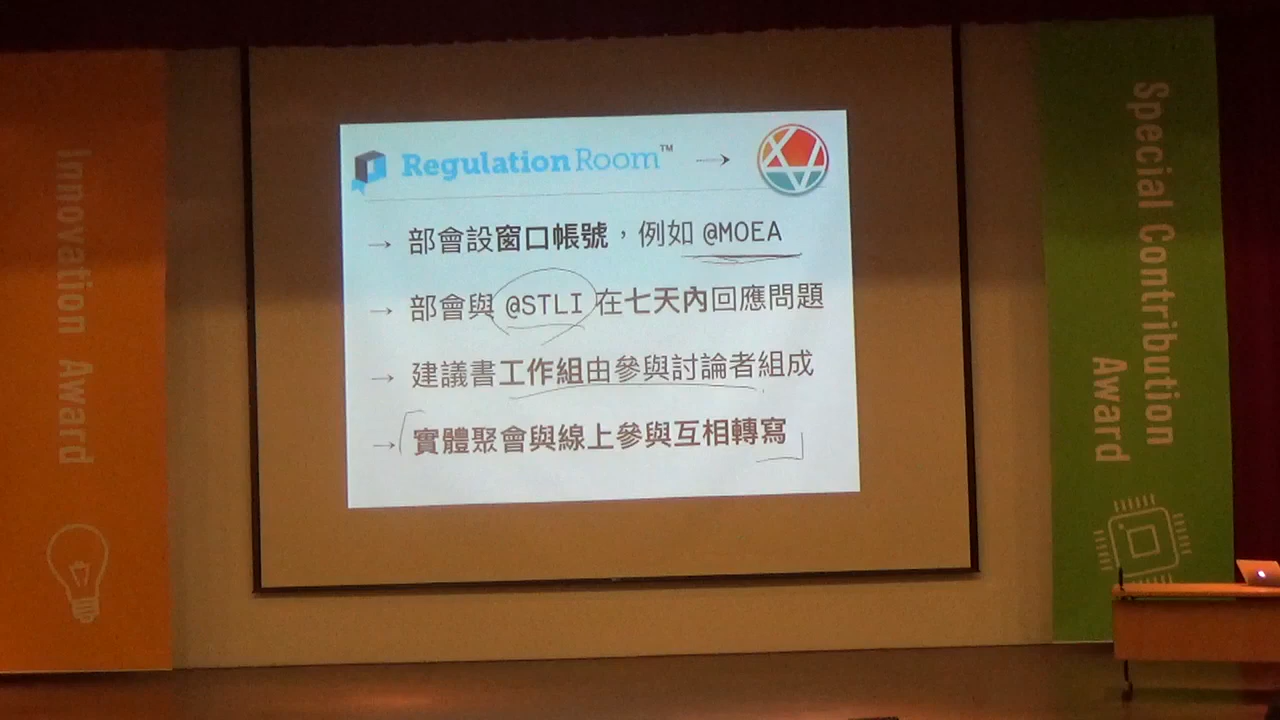 Innovation Award
Regulation Room™ →
→ 部會設窗口帳號，例如 @MOEA
→ 部會與 @STLI 在七天內回應問題
→ 建議書工作組由參與討論者組成
→ 實體聚會與線上參與互相轉寫
Special Contribution
Award